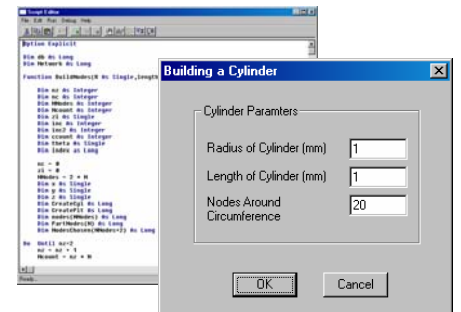 Script Editor
File Edit Run Debug Help
Option Explicit
Dim db As Long
Dim Network As Long
Function BuildNodes(N As Single,length
Dim nz As Integer
Dim nc As Integer
Dim NNodes As Integer
Dim Ncount As Integer
Dim zl As Single
Dim inc As Integer
Dim inc2 As Integer
Dim ccount As Integer
Dim theta As Single
Dim index as Long
nc = 0
zl = 0
NNodes = 2 * N
Dim x As Single
Dim y As Single
Dim z As Single
Dim CreateCyl As Long
Dim CreatePlt As Long
Dim nodes(NNodes) As Long
Dim PartNodes(N) As Long
Dim NodesChosen(NNodes*2) As Long
Do Until nz=2
nz = nz + 1
Ncount = nz * N
Ready...
Building a Cylinder
Cylinder Paramters
Radius of Cylinder (mm) 1
Length of Cylinder (mm) 1
Nodes Around
Circumference 20
OK Cancel